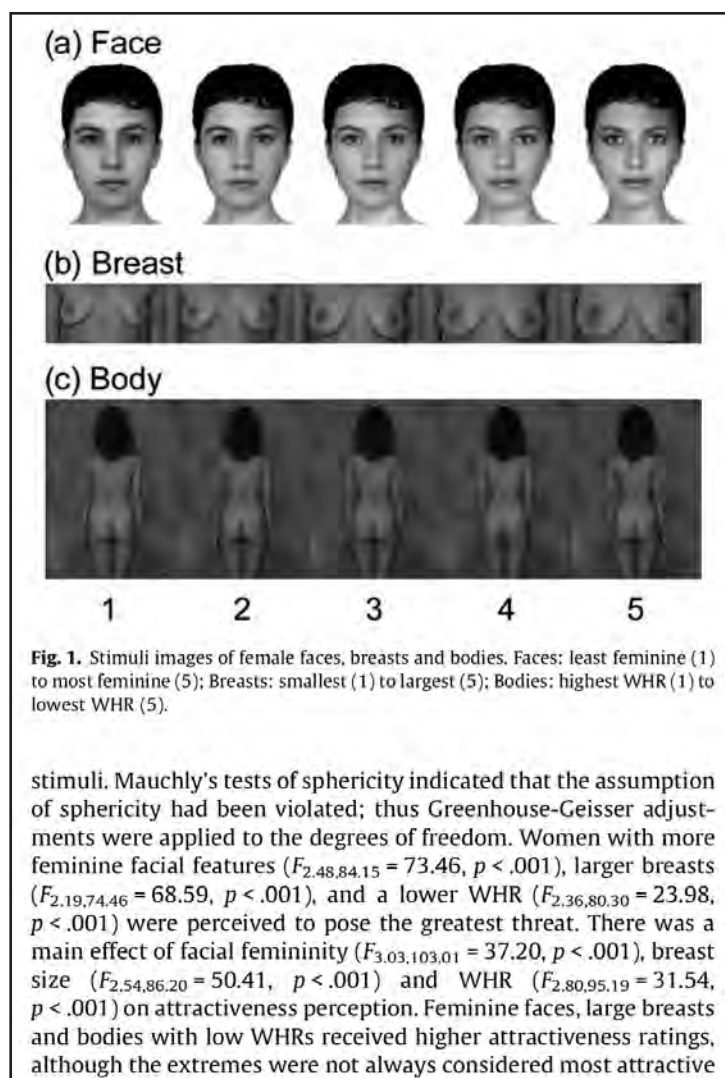 (a) Face
(b) Breast
(c) Body
1 2 3 4 5
Fig. 1. Stimuli images of female faces, breasts and bodies. Faces: least feminine (1)
to most feminine (5); Breasts: smallest (1) to largest (5); Bodies: highest WHR (1) to
lowest WHR (5).
stimuli. Mauchly's tests of sphericity indicated that the assumption
of sphericity had been violated; thus Greenhouse-Geisser adjust-
ments were applied to the degrees of freedom. Women with more
feminine facial features (F2.48,84.15 = 73.46, p < .001), larger breasts
(F2.19,74.46 = 68.59, p < .001), and a lower WHR (F2.36,80.30 = 23.98,
p < .001) were perceived to pose the greatest threat. There was a
main effect of facial femininity (F3.03,103,01 = 37.20, p < .001), breast
size (F2.54,86.20 = 50.41, p < .001) and WHR (F2.80,95.19 = 31.54,
p < .001) on attractiveness perception. Feminine faces, large breasts
and bodies with low WHRs received higher attractiveness ratings,
although the extremes were not always considered most attractive